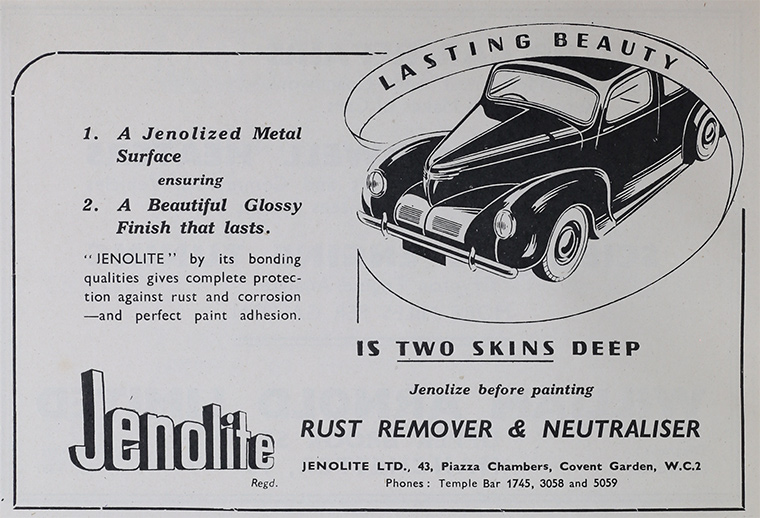 LASTING BEAUTY
1. A Jenolized Metal
Surface
ensuring
2. A Beautiful Glossy
Finish that lasts.
"JENOLITE" by its bonding
qualities gives complete protec-
tion against rust and corrosion
—and perfect paint adhesion.
IS TWO SKINS DEEP
Jenolize before painting
Jenolite
Regd.
RUST REMOVER & NEUTRALISER
JENOLITE LTD., 43, Piazza Chambers, Covent Garden, W.C.2
Phones: Temple Bar 1745, 3058 and 5059